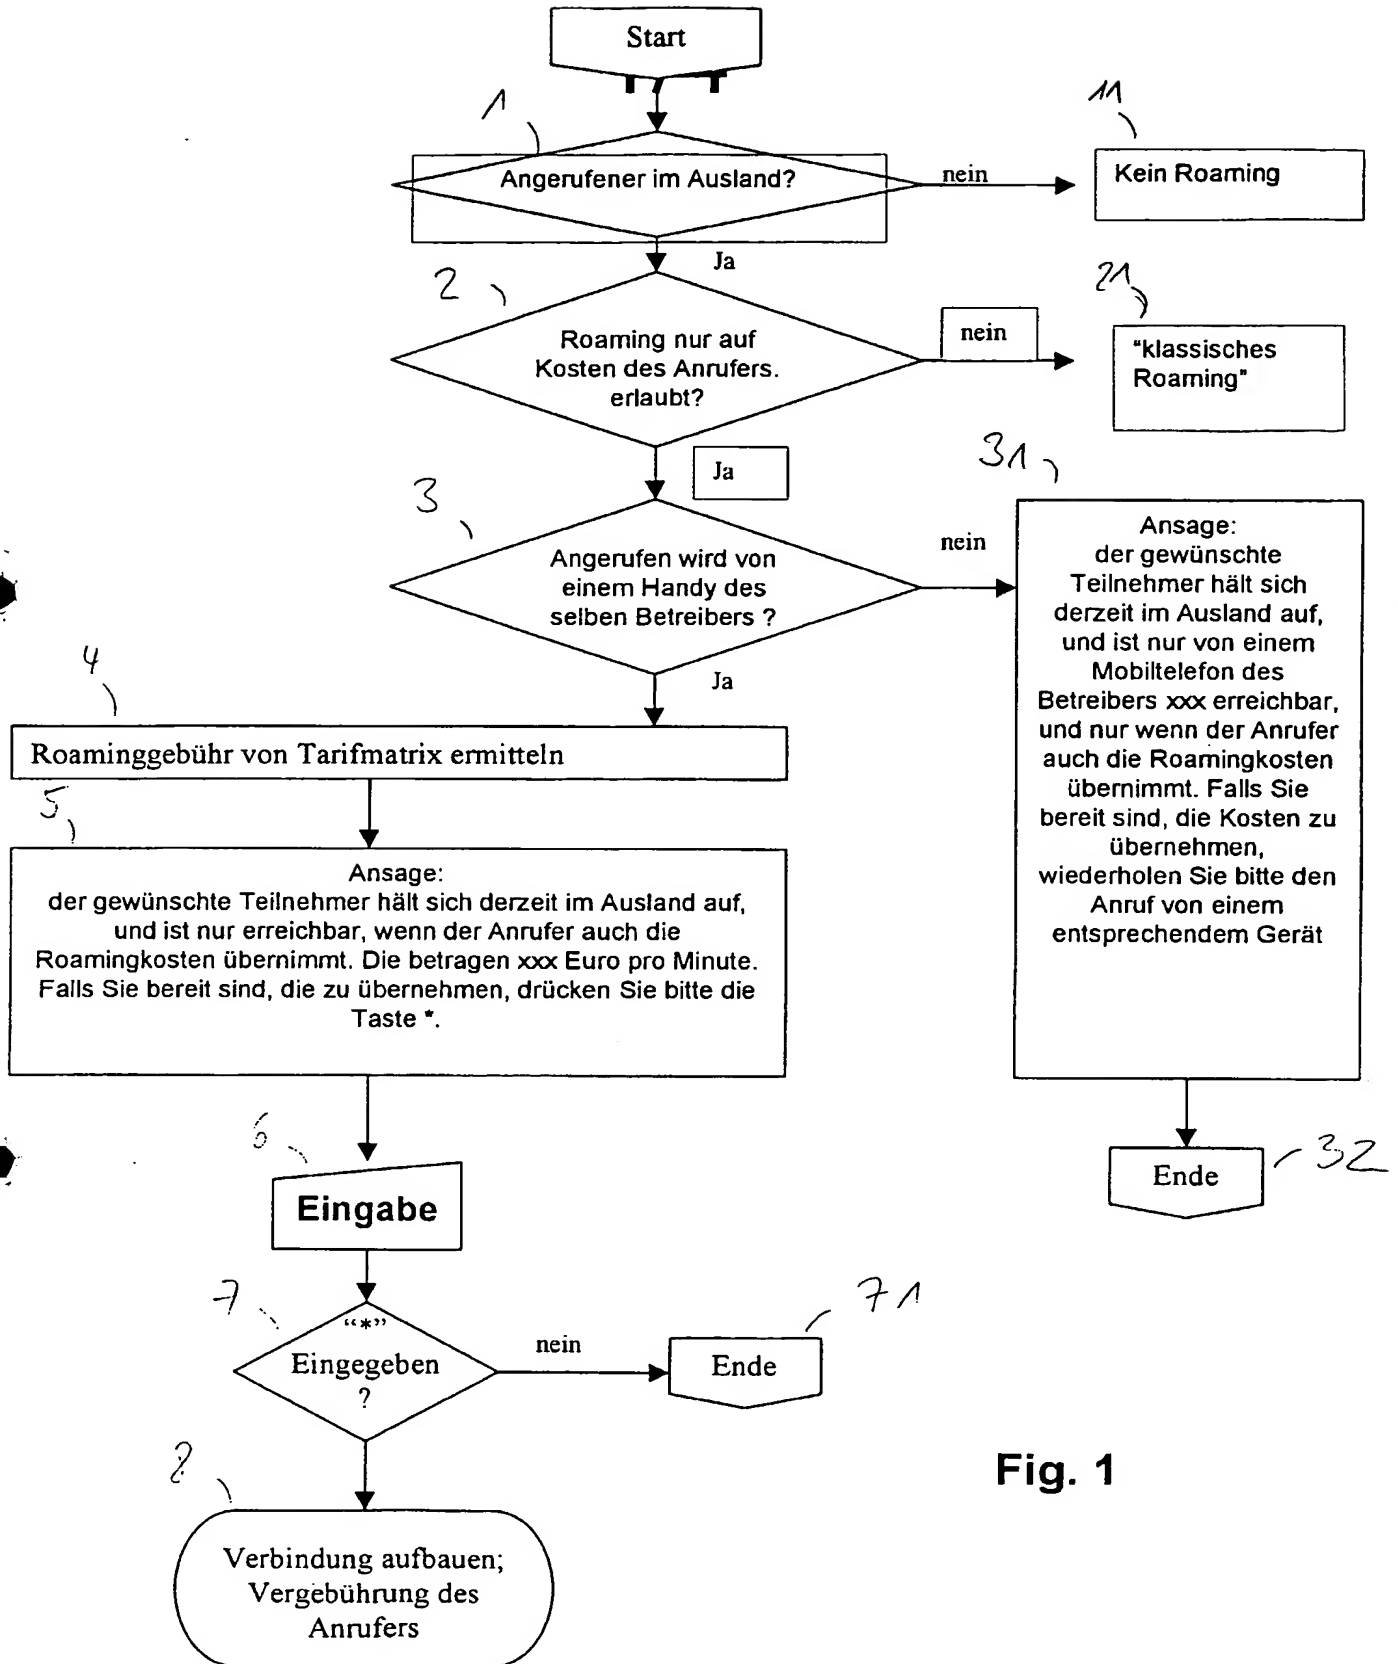 Start
1
11
Angerufener im Ausland?
nein
Kein Roaming
Ja
2
21
Roaming nur auf
Kosten des Anrufers.
erlaubt?
nein
"klassisches
Roaming"
Ja
3
31
Angerufen wird von
einem Handy des
selben Betreibers ?
nein
Ansage:
der gewünschte
Teilnehmer hält sich
derzeit im Ausland auf,
und ist nur von einem
Mobiltelefon des
Betreibers xxx erreichbar,
und nur wenn der Anrufer
auch die Roamingkosten
übernimmt. Falls Sie
bereit sind, die Kosten zu
übernehmen,
wiederholen Sie bitte den
Anruf von einem
entsprechendem Gerät
Ja
4
Roaminggebühr von Tarifmatrix ermitteln
5
Ansage:
der gewünschte Teilnehmer hält sich derzeit im Ausland auf,
und ist nur erreichbar, wenn der Anrufer auch die
Roamingkosten übernimmt. Die betragen xxx Euro pro Minute.
Falls Sie bereit sind, die zu übernehmen, drücken Sie bitte die
Taste *.
6
Eingabe
Ende
32
7
“*”
Eingegeben
?
nein
71
Ende
8
Verbindung aufbauen;
Vergebührung des
Anrufers
Fig. 1